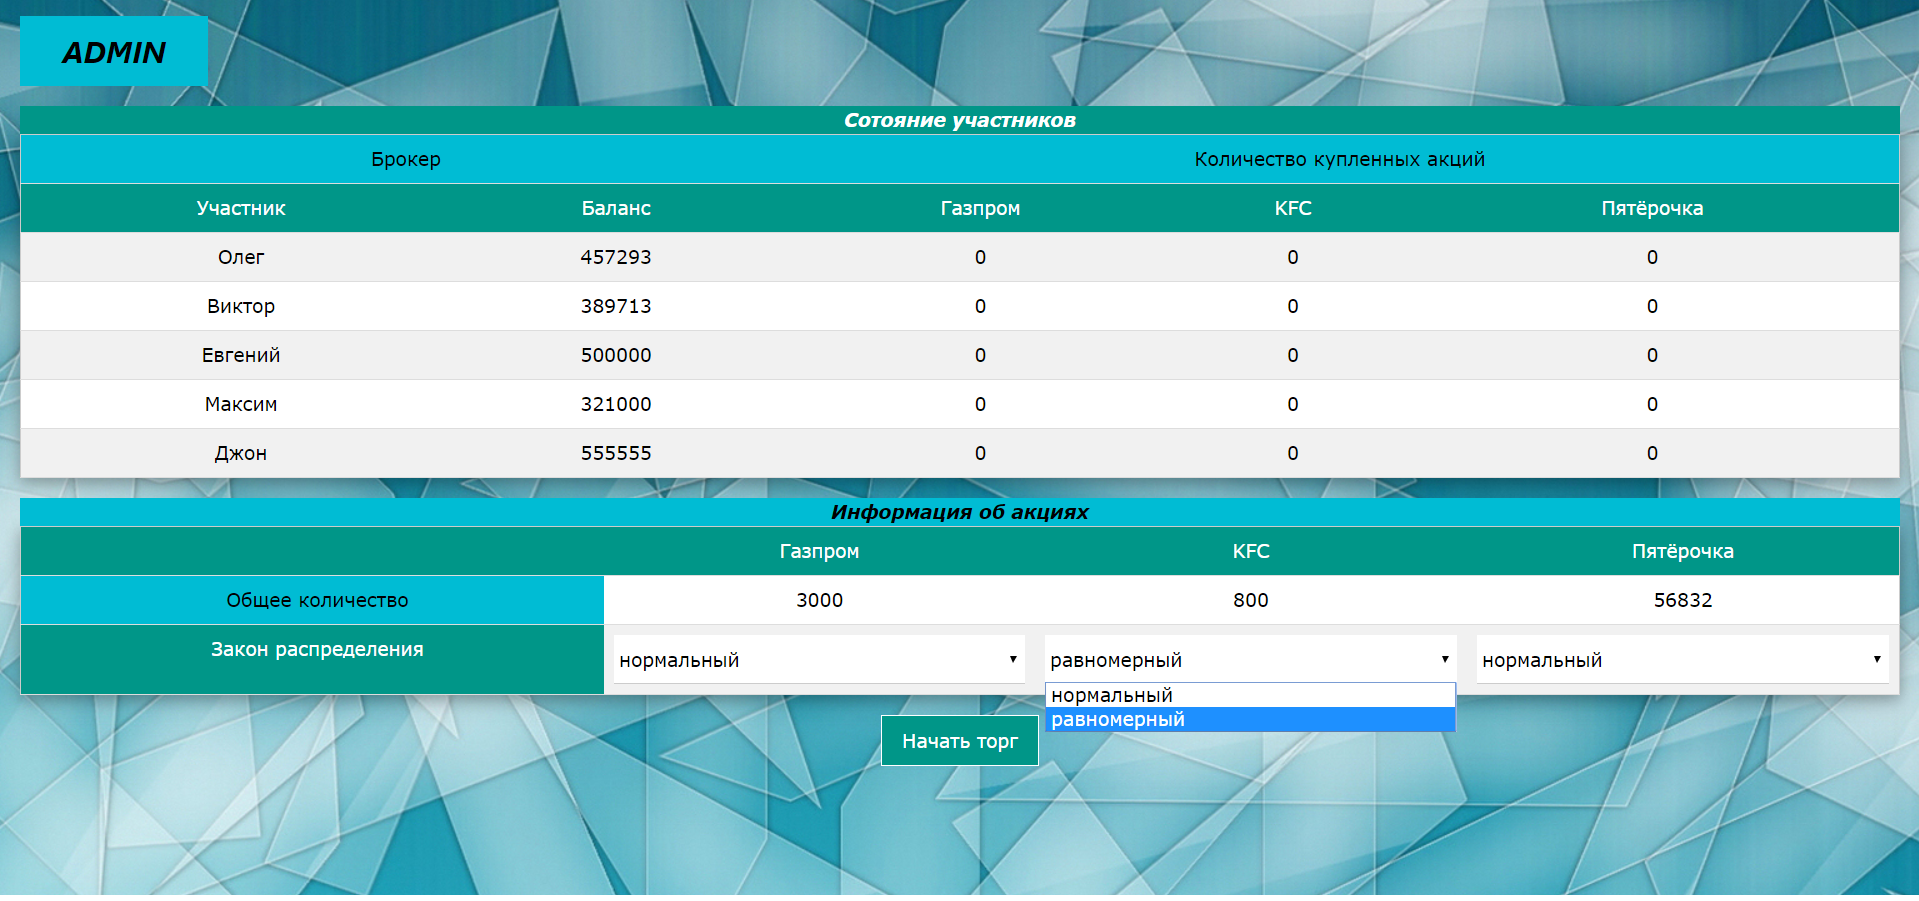 ADMIN
Сотояние участников
Брокер Количество купленных акций
Участник Баланс Газпром KFC Пятёрочка
Олег 457293 0 0 0
Виктор 389713 0 0 0
Евгений 500000 0 0 0
Максим 321000 0 0 0
Джон 555555 0 0 0
Информация об акциях
Газпром KFC Пятёрочка
Общее количество 3000 800 56832
Закон распределения нормальный равномерный нормальный
нормальный
равномерный
Начать торг